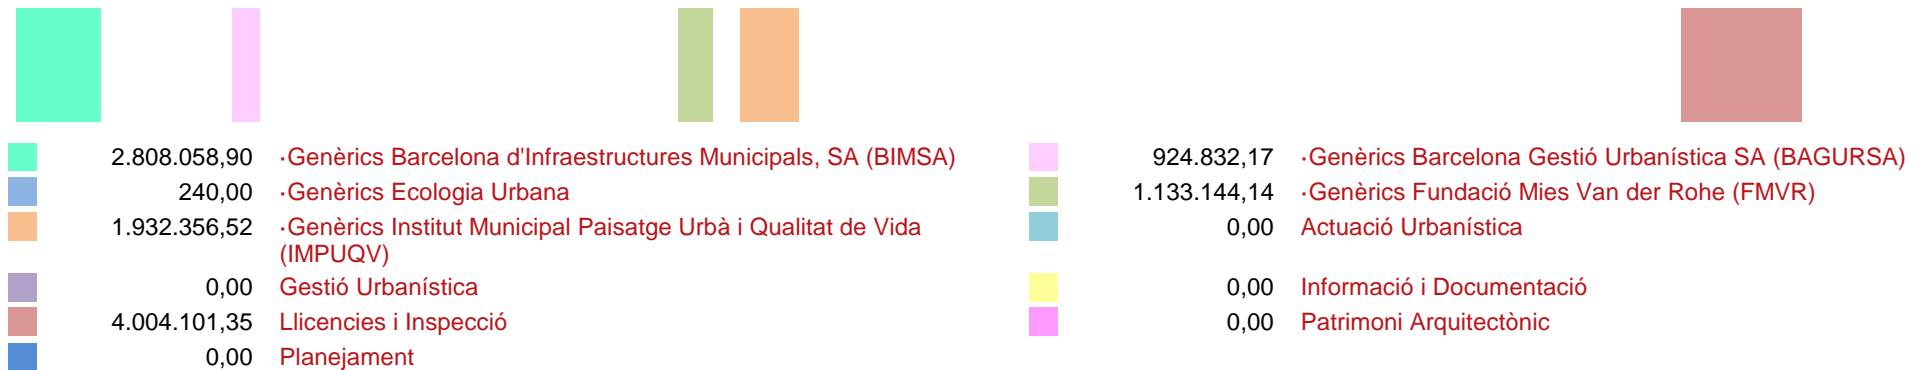 2.808.058,90 ·Genèrics Barcelona d'Infraestructures Municipals, SA (BIMSA) 924.832,17 ·Genèrics Barcelona Gestió Urbanística SA (BAGURSA)
240,00 ·Genèrics Ecologia Urbana 1.133.144,14 ·Genèrics Fundació Mies Van der Rohe (FMVR)
1.932.356,52 ·Genèrics Institut Municipal Paisatge Urbà i Qualitat de Vida 0,00 Actuació Urbanística
(IMPUQV)
0,00 Gestió Urbanística 0,00 Informació i Documentació
4.004.101,35 Llicencies i Inspecció 0,00 Patrimoni Arquitectònic
0,00 Planejament